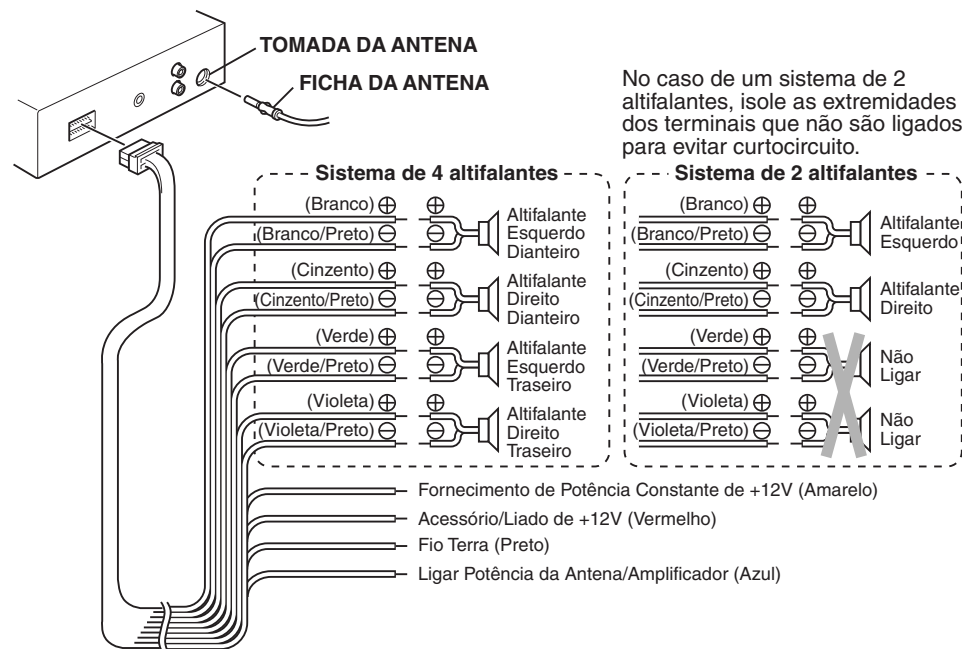 TOMADA DA ANTENA
FICHA DA ANTENA
No caso de um sistema de 2
altifalantes, isole as extremidades
dos terminais que não são ligados
para evitar curtocircuito.
Sistema de 4 altifalantes
(Branco) ⊕ ⊕
(Branco/Preto) ⊖ ⊖
Altifalante
Esquerdo
Dianteiro
(Cinzento) ⊕ ⊕
(Cinzento/Preto) ⊖ ⊖
Altifalante
Direito
Dianteiro
(Verde) ⊕ ⊕
(Verde/Preto) ⊖ ⊖
Altifalante
Esquerdo
Traseiro
(Violeta) ⊕ ⊕
(Violeta/Preto) ⊖ ⊖
Altifalante
Direito
Traseiro
Sistema de 2 altifalantes
(Branco) ⊕ ⊕
(Branco/Preto) ⊖ ⊖
Altifalante
Esquerdo
(Cinzento) ⊕ ⊕
(Cinzento/Preto) ⊖ ⊖
Altifalante
Direito
(Verde) ⊕ ⊕
(Verde/Preto) ⊖ ⊖
Não
Ligar
(Violeta) ⊕ ⊕
(Violeta/Preto) ⊖ ⊖
Não
Ligar
Fornecimento de Potência Constante de +12V (Amarelo)
Acessório/Liado de +12V (Vermelho)
Fio Terra (Preto)
Ligar Potência da Antena/Amplificador (Azul)